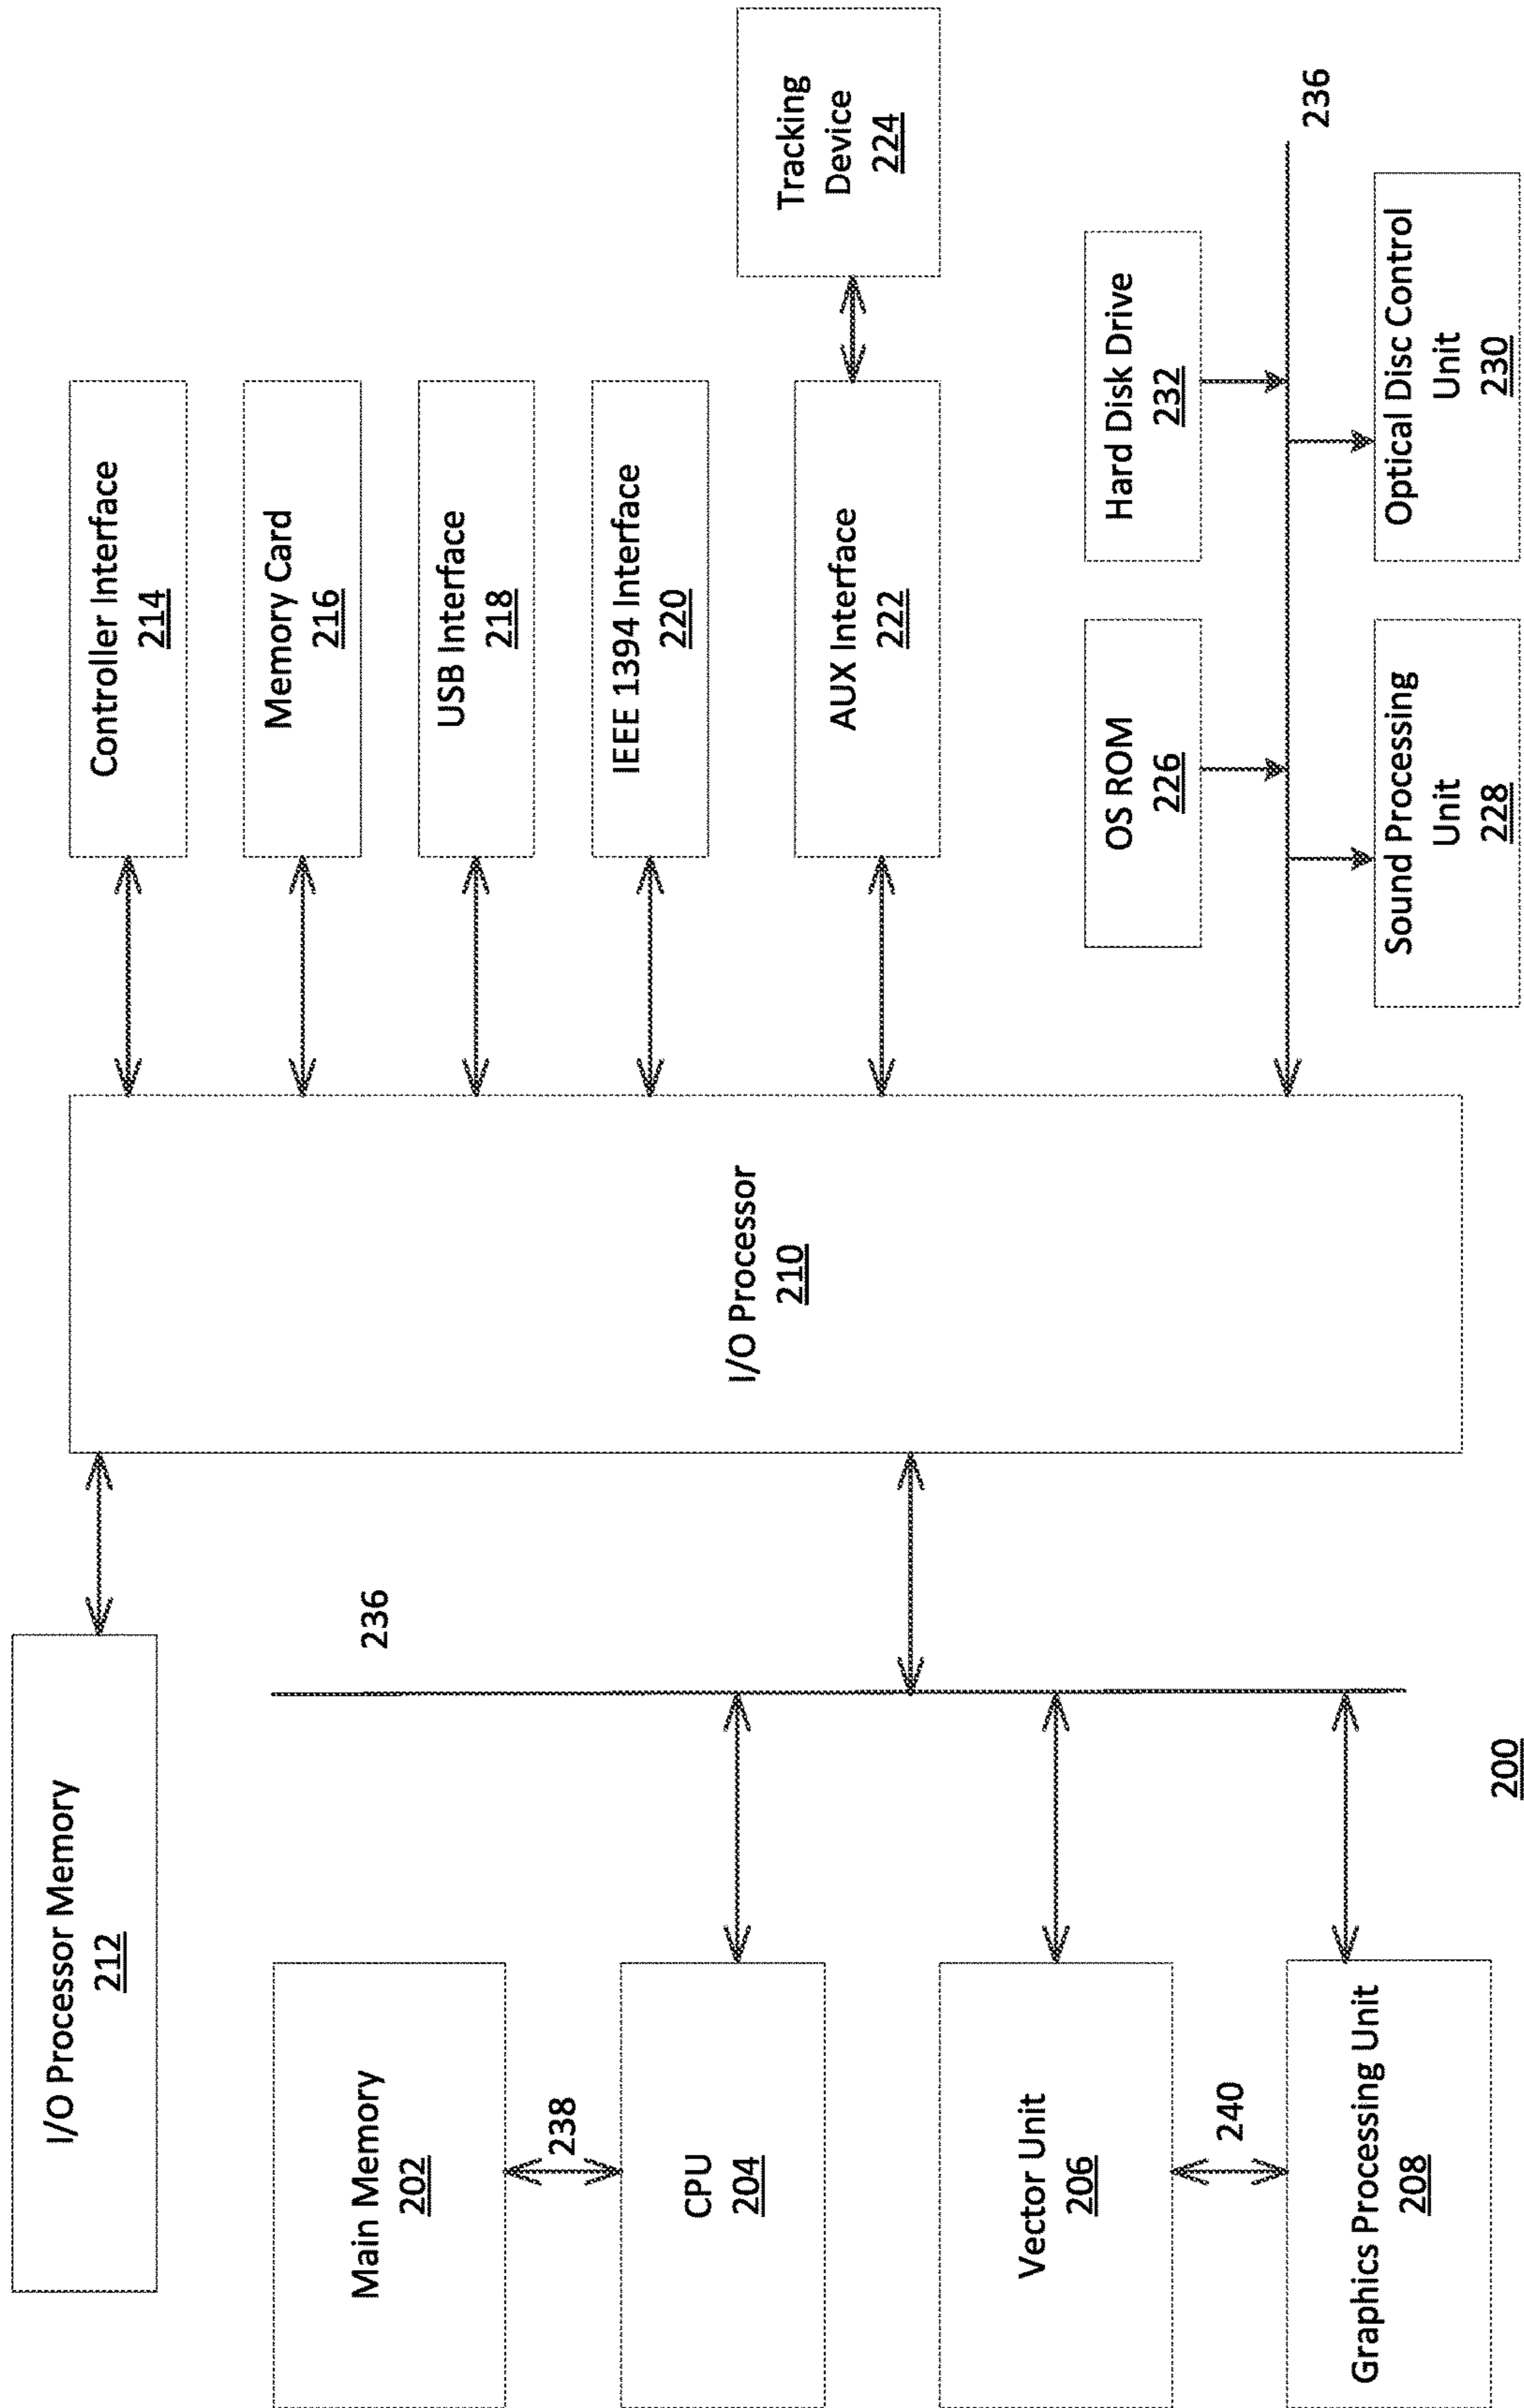 I/O Processor Memory
212
Main Memory
202
238
CPU
204
Vector Unit
206
240
Graphics Processing Unit
208
236
200
I/O Processor
210
Controller Interface
214
Memory Card
216
USB Interface
218
IEEE 1394 Interface
220
AUX Interface
222
Tracking
Device
224
OS ROM
226
Hard Disk Drive
232
Sound Processing
Unit
228
Optical Disc Control
Unit
230
236